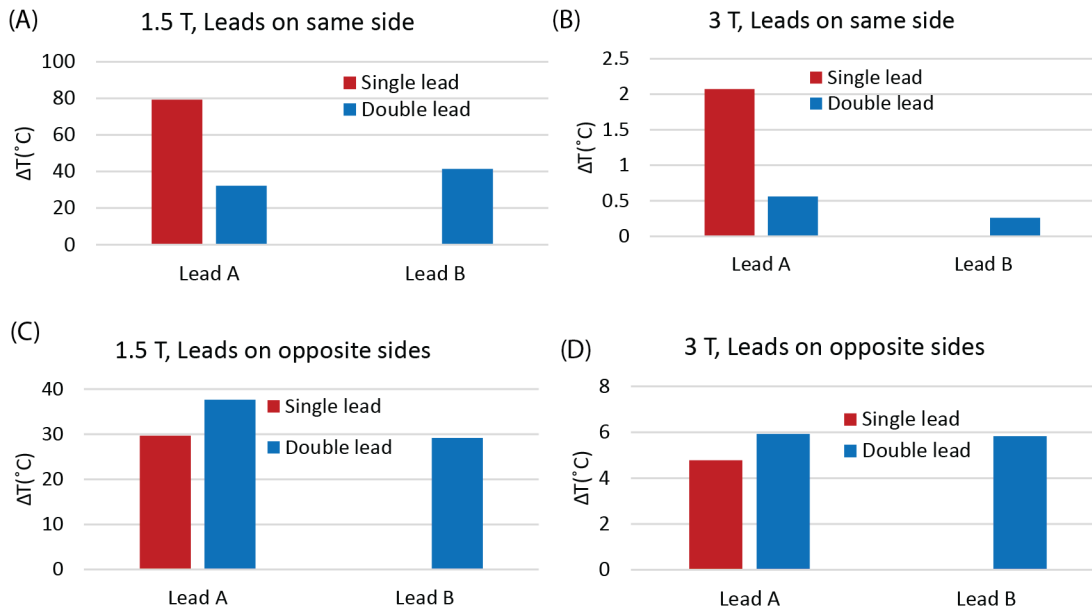 (A)
1.5 T, Leads on same side
100
80
60
40
20
0
ΔT(˚C)
Single lead
Double lead
Lead A
Lead B
(B)
3 T, Leads on same side
2.5
2
1.5
1
0.5
0
ΔT(˚C)
Single lead
Double lead
Lead A
Lead B
(C)
1.5 T, Leads on opposite sides
40
30
20
10
0
ΔT(˚C)
Single lead
Double lead
Lead A
Lead B
(D)
3 T, Leads on opposite sides
8
6
4
2
0
ΔT(˚C)
Single lead
Double lead
Lead A
Lead B